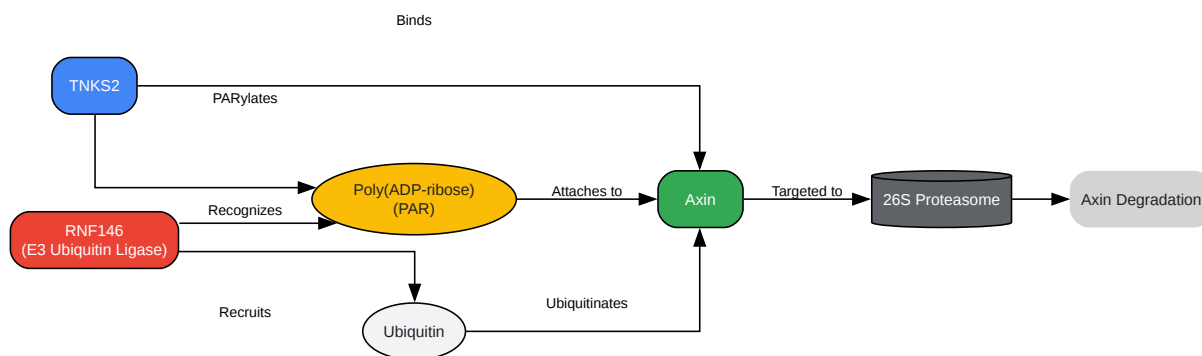 Binds
TNKS2
PARylates
Poly(ADP-ribose)
(PAR)
Attaches to
Axin
Targeted to
26S Proteasome
Axin Degradation
Recognizes
RNF146
(E3 Ubiquitin Ligase)
Recruits
Ubiquitinates
Ubiquitin